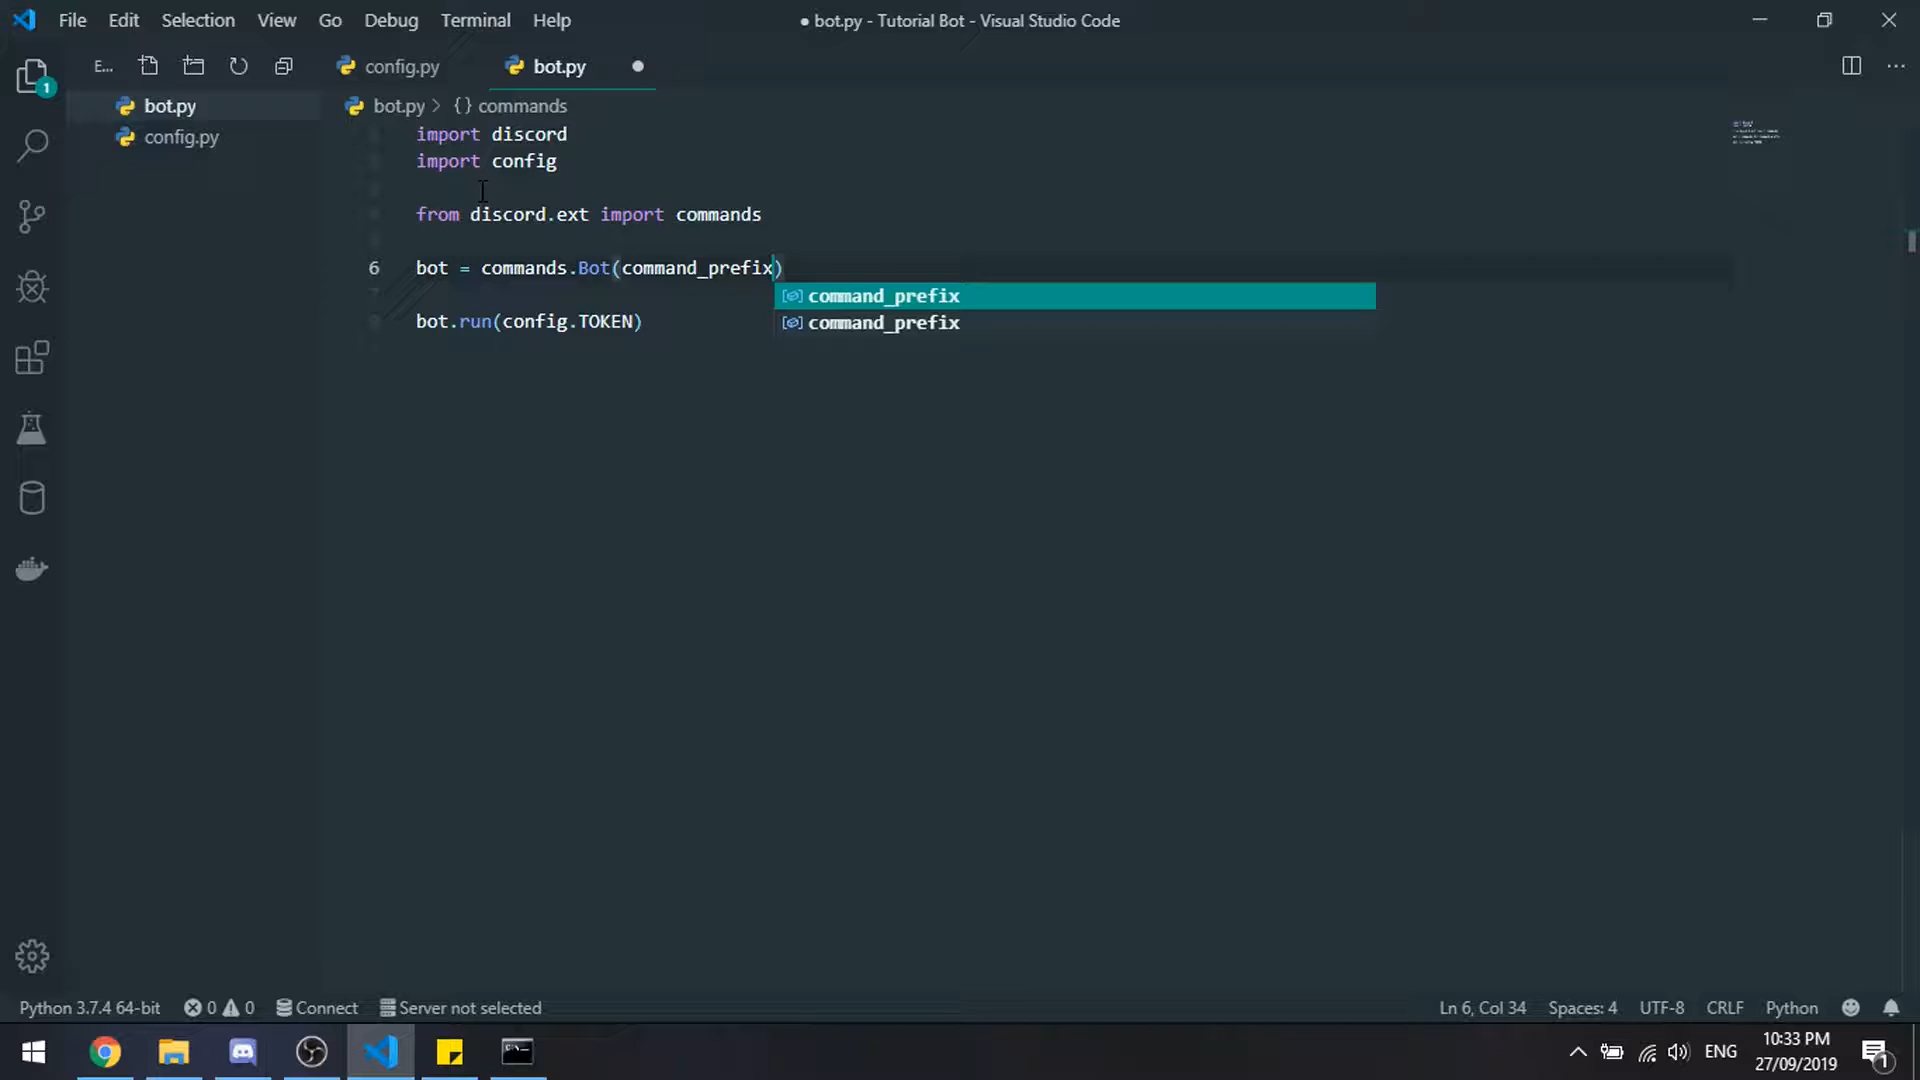 File Edit Selection View Go Debug Terminal Help
● bot.py - Tutorial Bot - Visual Studio Code
E...
config.py
bot.py
1
bot.py
config.py
bot.py > {} commands
import discord
import config
from discord.ext import commands
6 bot = commands.Bot(command_prefix)
command_prefix
command_prefix
bot.run(config.TOKEN)
Python 3.7.4 64-bit 0 0 Connect Server not selected
Ln 6, Col 34 Spaces: 4 UTF-8 CRLF Python
ENG
10:33 PM
27/09/2019
1